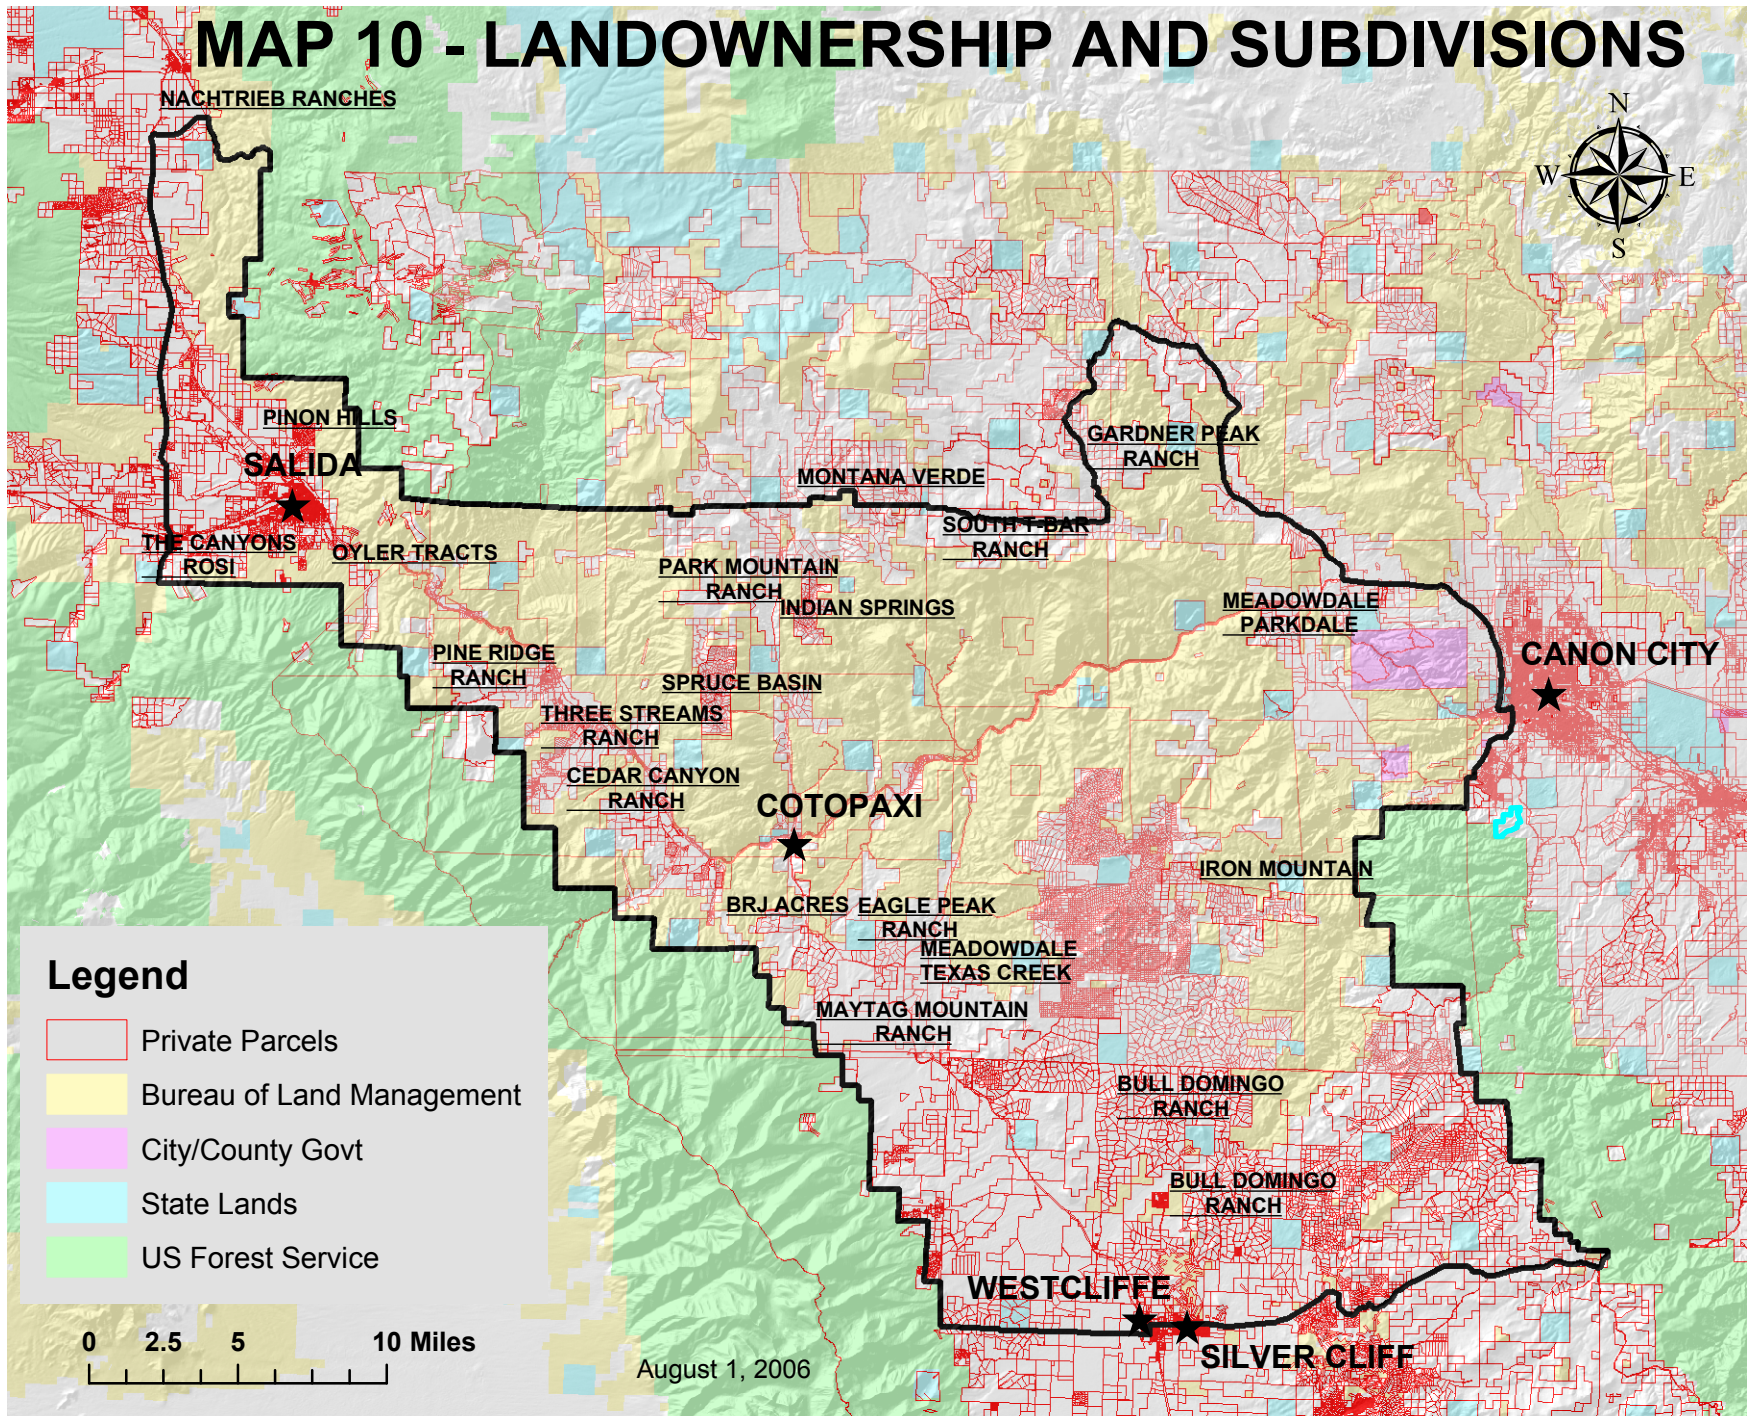 MAP 10 - LANDOWNERSHIP AND SUBDIVISIONS
NACHTRIEB RANCHES
N
W
E
S
PINON HILLS
SALIDA
GARDNER PEAK
RANCH
MONTANA VERDE
SOUTH T-BAR
RANCH
THE CANYONS
ROSI
OYLER TRACTS
PARK MOUNTAIN
RANCH
INDIAN SPRINGS
MEADOWDALE
PARKDALE
CANON CITY
PINE RIDGE
RANCH
SPRUCE BASIN
THREE STREAMS
RANCH
CEDAR CANYON
RANCH
COTOPAXI
IRON MOUNTAIN
BRJ ACRES
EAGLE PEAK
RANCH
MEADOWDALE
TEXAS CREEK
MAYTAG MOUNTAIN
RANCH
BULL DOMINGO
RANCH
BULL DOMINGO
RANCH
WESTCLIFFE
SILVER CLIFF
Legend
Private Parcels
Bureau of Land Management
City/County Govt
State Lands
US Forest Service
0 2.5 5 10 Miles
August 1, 2006